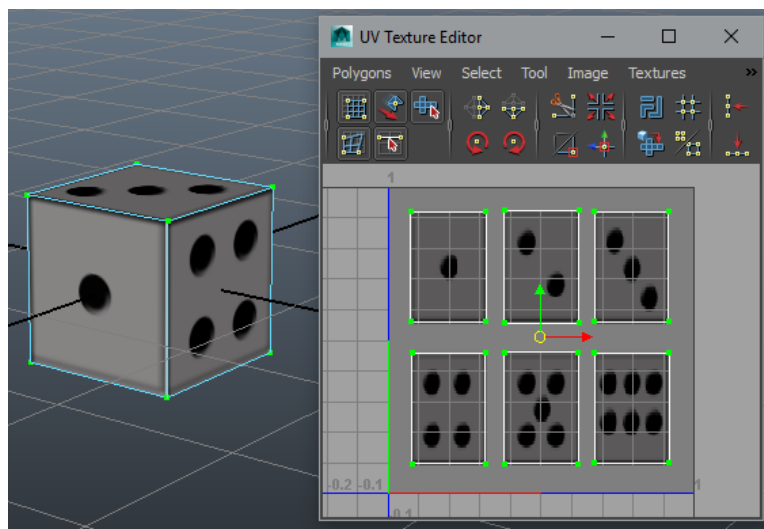 UV Texture Editor
Polygons View Select Tool Image Textures »
1
-0.2 -0.1 1
0.1